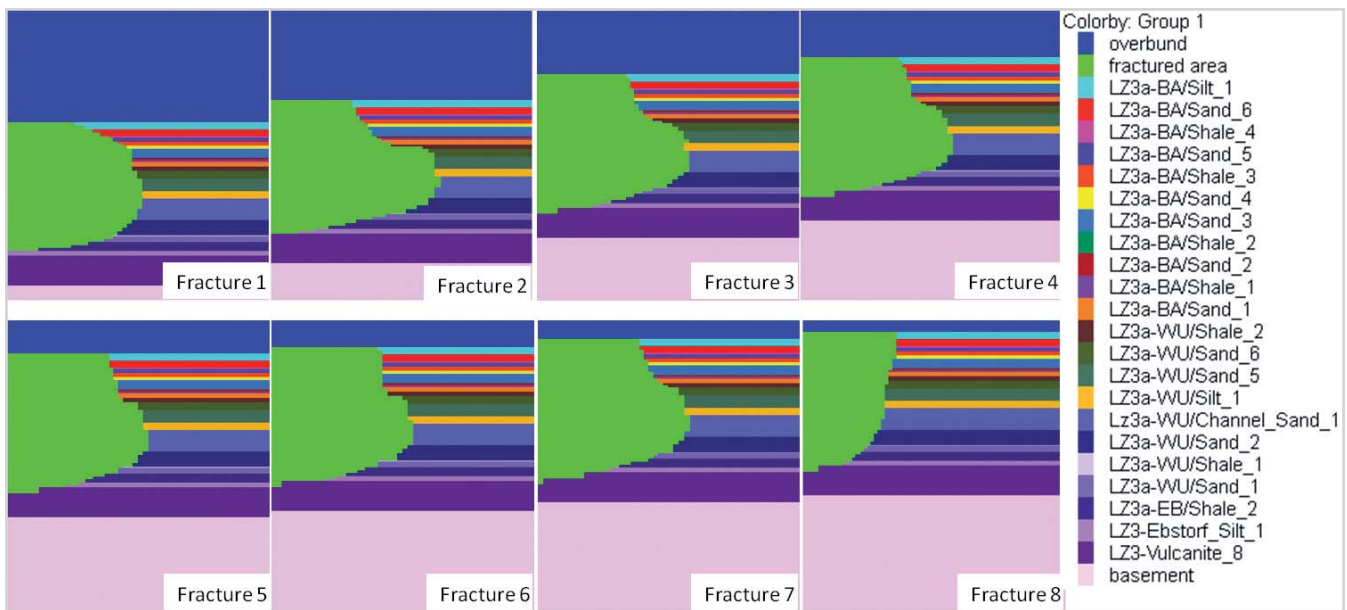 Colorby: Group 1
overbund
fractured area
LZ3a-BA/Silt_1
LZ3a-BA/Sand_6
LZ3a-BA/Shale_4
LZ3a-BA/Sand_5
LZ3a-BA/Shale_3
LZ3a-BA/Sand_4
LZ3a-BA/Sand_3
LZ3a-BA/Shale_2
LZ3a-BA/Sand_2
LZ3a-BA/Shale_1
LZ3a-BA/Sand_1
LZ3a-WU/Shale_2
LZ3a-WU/Sand_6
LZ3a-WU/Sand_5
LZ3a-WU/Silt_1
Lz3a-WU/Channel_Sand_1
LZ3a-WU/Sand_2
LZ3a-WU/Shale_1
LZ3a-WU/Sand_1
LZ3a-EB/Shale_2
LZ3-Ebstorf_Silt_1
LZ3-Vulcanite_8
basement
Fracture 1
Fracture 2
Fracture 3
Fracture 4
Fracture 5
Fracture 6
Fracture 7
Fracture 8